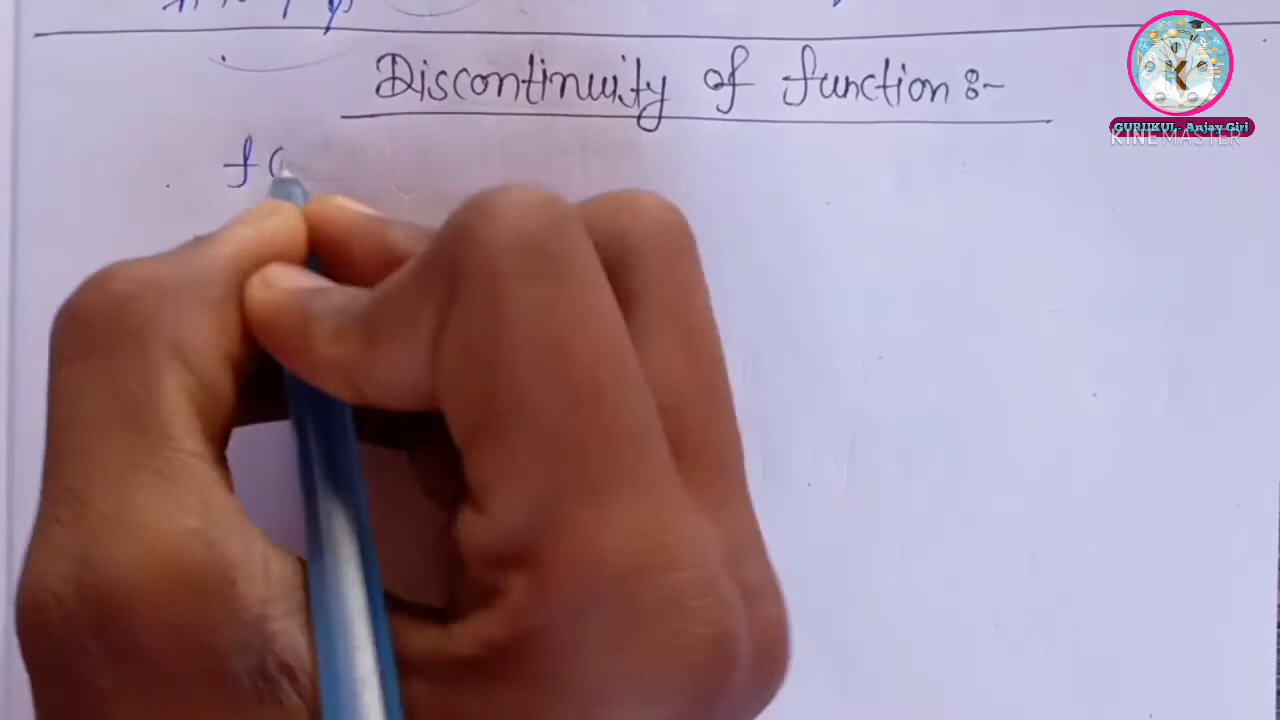 Discontinuity of function :-
f(
GURUKUL - Anjay Giri
KINEMASTER